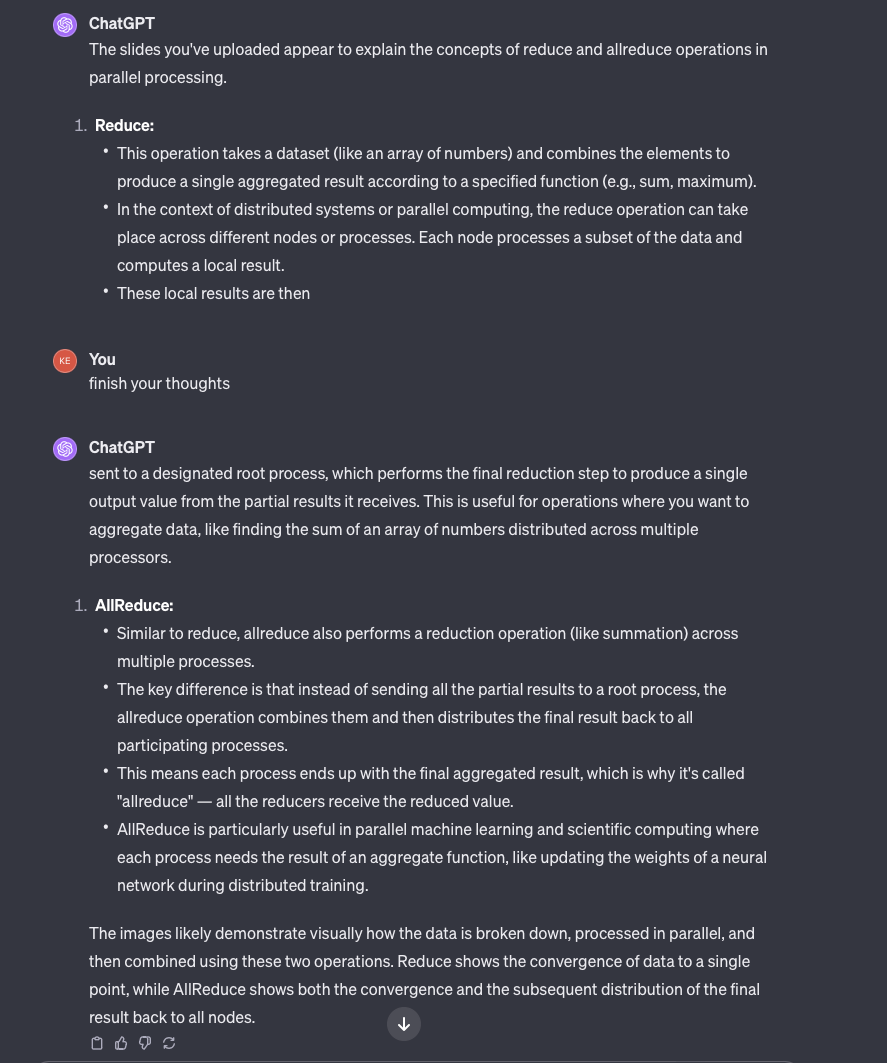 ChatGPT
The slides you've uploaded appear to explain the concepts of reduce and allreduce operations in
parallel processing.
1. Reduce:
• This operation takes a dataset (like an array of numbers) and combines the elements to
produce a single aggregated result according to a specified function (e.g., sum, maximum).
• In the context of distributed systems or parallel computing, the reduce operation can take
place across different nodes or processes. Each node processes a subset of the data and
computes a local result.
• These local results are then
KE
You
finish your thoughts
ChatGPT
sent to a designated root process, which performs the final reduction step to produce a single
output value from the partial results it receives. This is useful for operations where you want to
aggregate data, like finding the sum of an array of numbers distributed across multiple
processors.
1. AllReduce:
• Similar to reduce, allreduce also performs a reduction operation (like summation) across
multiple processes.
• The key difference is that instead of sending all the partial results to a root process, the
allreduce operation combines them and then distributes the final result back to all
participating processes.
• This means each process ends up with the final aggregated result, which is why it's called
"allreduce" — all the reducers receive the reduced value.
• AllReduce is particularly useful in parallel machine learning and scientific computing where
each process needs the result of an aggregate function, like updating the weights of a neural
network during distributed training.
The images likely demonstrate visually how the data is broken down, processed in parallel, and
then combined using these two operations. Reduce shows the convergence of data to a single
point, while AllReduce shows both the convergence and the subsequent distribution of the final
result back to all nodes.